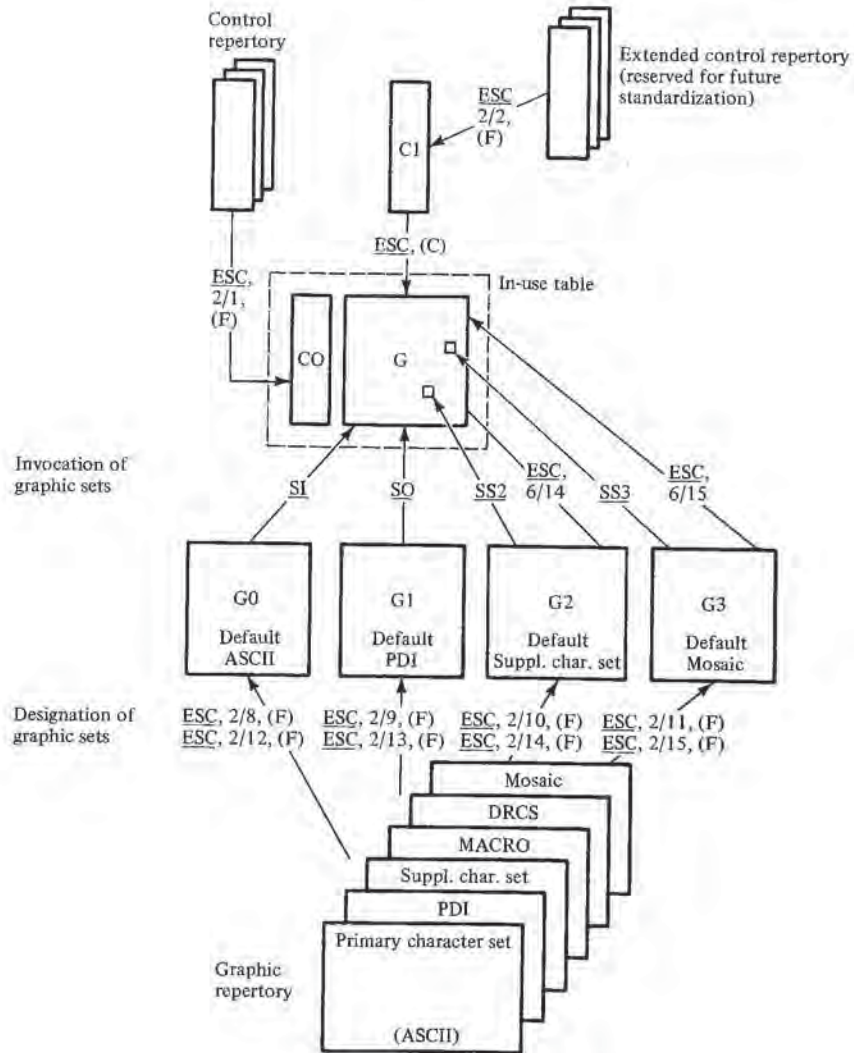 Control
repertory
Extended control repertory
(reserved for future
standardization)
ESC
2/2,
(F)
C1
ESC, (C)
ESC,
2/1,
(F)
In-use table
CO
G
Invocation of
graphic sets
SI
SO
SS2
ESC,
6/14
SS3
ESC,
6/15
G0
Default
ASCII
G1
Default
PDI
G2
Default
Suppl. char. set
G3
Default
Mosaic
Designation of
graphic sets
ESC, 2/8, (F)
ESC, 2/12, (F)
ESC, 2/9, (F)
ESC, 2/13, (F)
ESC, 2/10, (F)
ESC, 2/14, (F)
ESC, 2/11, (F)
ESC, 2/15, (F)
Mosaic
DRCS
MACRO
Suppl. char. set
PDI
Primary character set
Graphic
repertory
(ASCII)